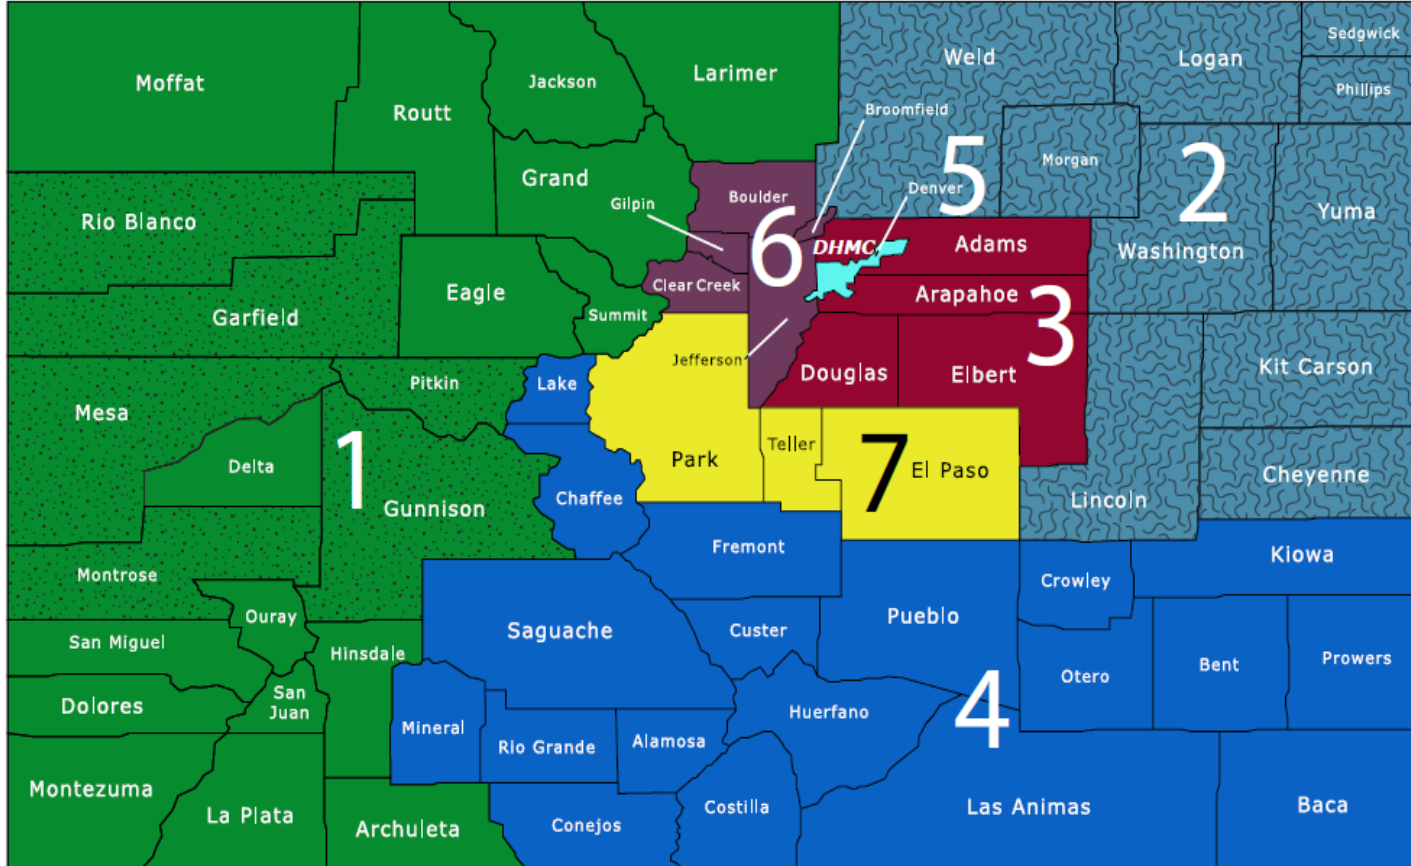 Sedgwick
Weld
Logan
Larimer
Jackson
Moffat
Phillips
Routt
Broomfield
Morgan
5
2
Grand
Denver
Boulder
Gilpin
Yuma
Rio Blanco
6
DHMC
Adams
Washington
Clear Creek
Eagle
Arapahoe
Summit
Garfield
3
Jefferson
Kit Carson
Douglas
Elbert
Pitkin
Lake
Mesa
Teller
Park
Delta
1
7
El Paso
Cheyenne
Chaffee
Lincoln
Gunnison
Fremont
Kiowa
Montrose
Crowley
Ouray
Pueblo
Saguache
Custer
San Miguel
Hinsdale
Prowers
Bent
Otero
San
Juan
Dolores
4
Huerfano
Mineral
Alamosa
Rio Grande
Montezuma
Baca
Costilla
Las Animas
La Plata
Conejos
Archuleta